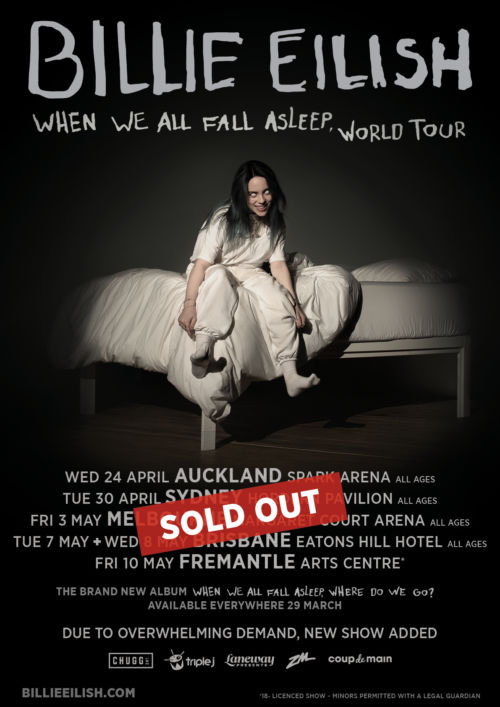 BILLIE EILISH
WHEN WE ALL FALL ASLEEP, WORLD TOUR
WED 24 APRIL AUCKLAND SPARK ARENA ALL AGES
TUE 30 APRIL SYDNEY PAVILION ALL AGES
FRI 3 MAY COURT ARENA ALL AGES
SOLD OUT
TUE 7 MAY + WED 8 MAY BRISBANE EATONS HILL HOTEL ALL AGES
FRI 10 MAY FREMANTLE ARTS CENTRE*
THE BRAND NEW ALBUM WHEN WE ALL FALL ASLEEP, WHERE DO WE GO?
AVAILABLE EVERYWHERE 29 MARCH
DUE TO OVERWHELMING DEMAND, NEW SHOW ADDED
CHUGG triple j Laneway PRESENTS ZM coup de main
BILLIEEILISH.COM
*18+ LICENCED SHOW - MINORS PERMITTED WITH A LEGAL GUARDIAN